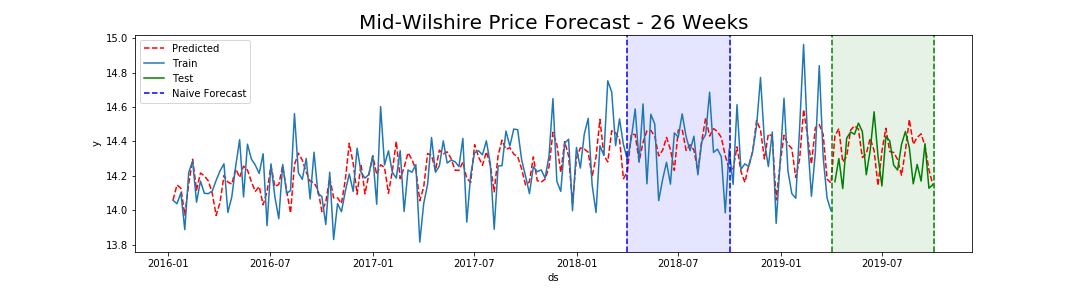 Mid-Wilshire Price Forecast - 26 Weeks
Predicted
Train
Test
Naive Forecast
y
15.0
14.8
14.6
14.4
14.2
14.0
13.8
2016-01 2016-07 2017-01 2017-07 2018-01 2018-07 2019-01 2019-07
ds